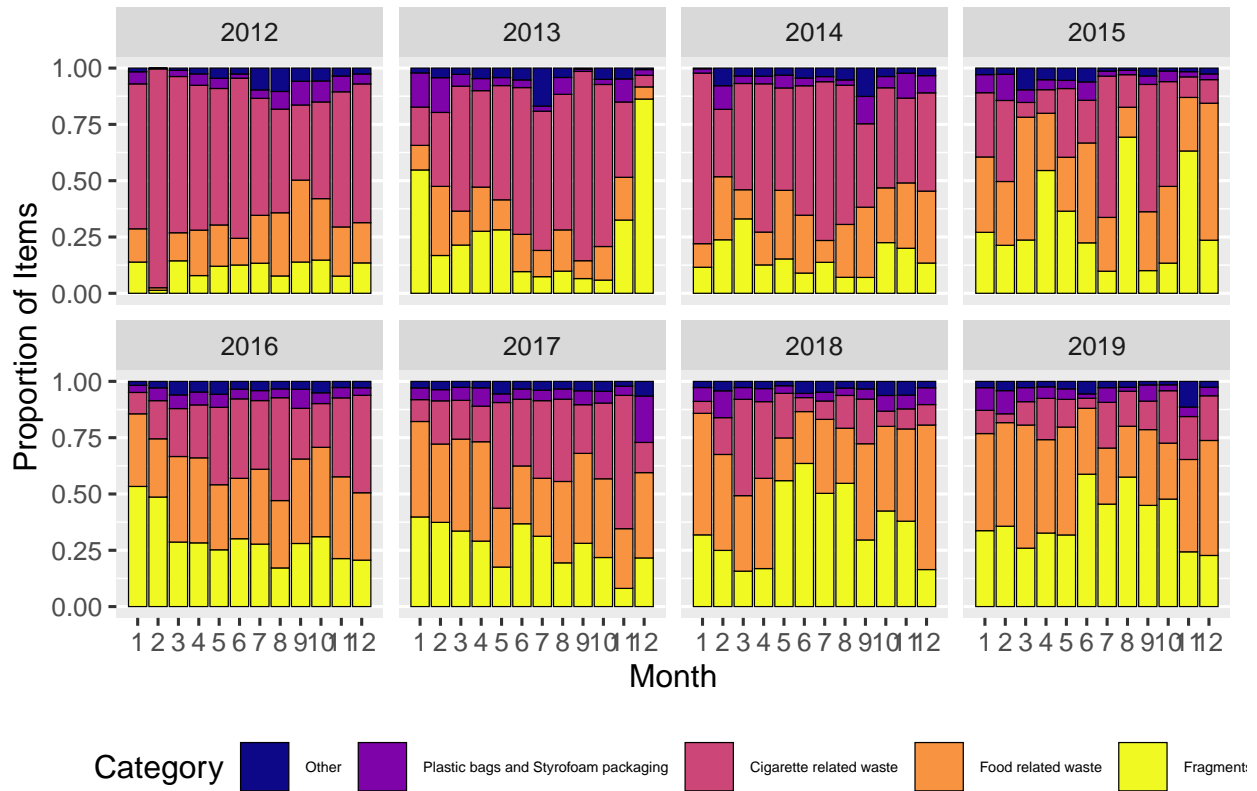 2012 2013 2014 2015
1.00
0.75
0.50
0.25
0.00
2016 2017 2018 2019
1.00
0.75
0.50
0.25
0.00
Proportion of Items
1 2 3 4 5 6 7 8 9 10 11 12 1 2 3 4 5 6 7 8 9 10 11 12 1 2 3 4 5 6 7 8 9 10 11 12 1 2 3 4 5 6 7 8 9 10 11 12
Month
Category Other Plastic bags and Styrofoam packaging Cigarette related waste Food related waste Fragments